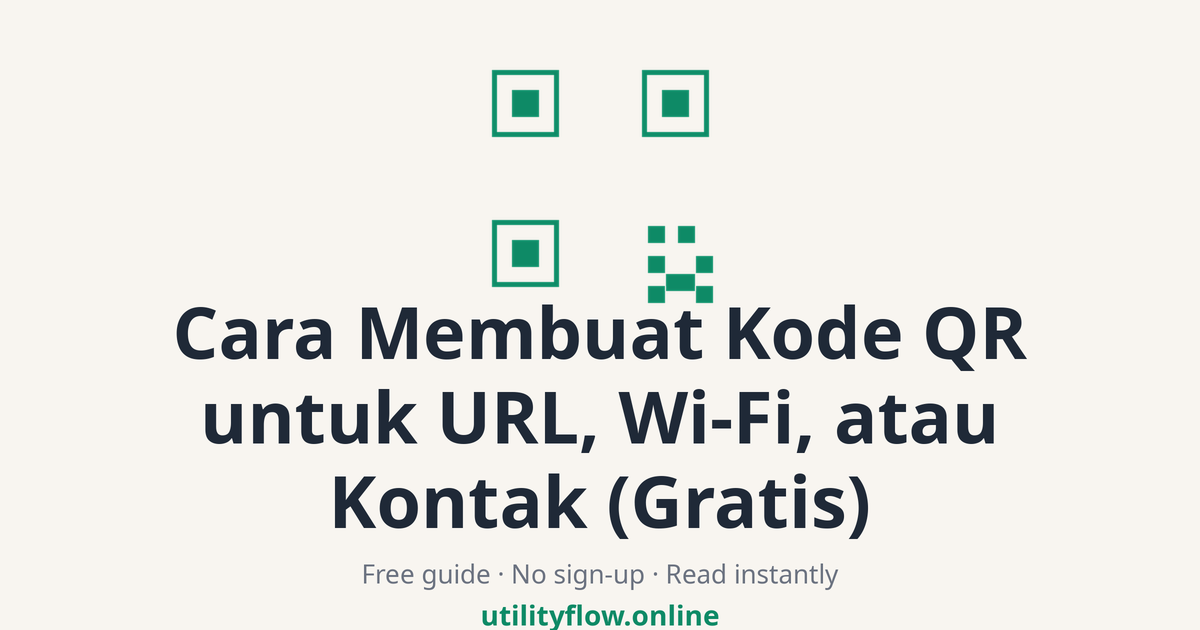 Cara Membuat Kode QR
untuk URL, Wi-Fi, atau
Kontak (Gratis)
Free guide · No sign-up · Read instantly
utilityflow.online